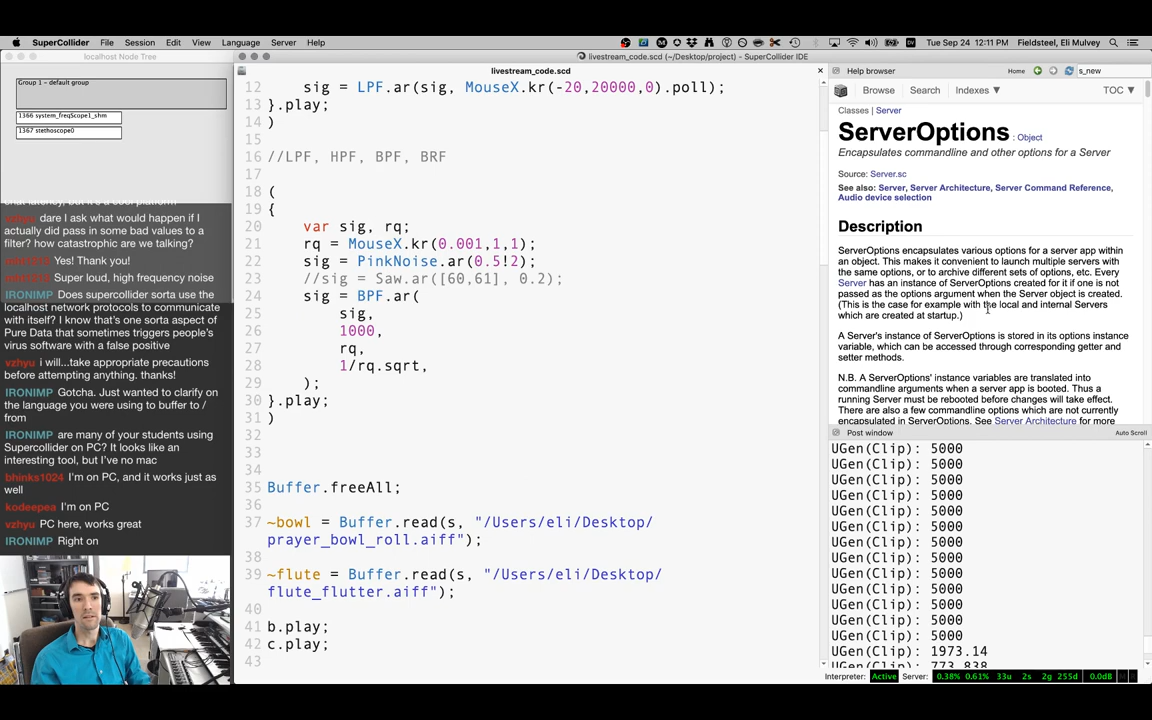 SuperCollider File Session Edit View Language Server Help
Tue Sep 24 12:11 PM Fieldsteel, Eli Mulvey
localhost Node Tree
livestream_code.scd (~/Desktop/project) - SuperCollider IDE
Group 1 - default group
1366 system_freqScope1_shm
1367 stethoscope0
dare I ask what would happen if I
actually did pass in some bad values to a
filter? how catastrophic are we talking?
Yes! Thank you!
Super loud, high frequency noise
IRONIMP Does supercollider sorta use the
localhost network protocols to communicate
with itself? I know that's one sorta aspect of
Pure Data that sometimes triggers people's
virus software with a false positive
vzhyu i will...take appropriate precautions
before attempting anything. thanks!
IRONIMP Gotcha. Just wanted to clarify on
the language you were using to buffer to /
from
IRONIMP are many of your students using
Supercollider on PC? It looks like an
interesting tool, but I've no mac
bhinks1024 I'm on PC, and it works just as
well
kodeepea I'm on PC
vzhyu PC here, works great
IRONIMP Right on
livestream_code.scd
12 sig = LPF.ar(sig, MouseX.kr(-20,20000,0).poll);
13 }.play;
14 )
15
16 //LPF, HPF, BPF, BRF
17
18 (
19 {
20 var sig, rq;
21 rq = MouseX.kr(0.001,1,1);
22 sig = PinkNoise.ar(0.5!2);
23 //sig = Saw.ar([60,61], 0.2);
24 sig = BPF.ar(
25 sig,
26 1000,
27 rq,
28 1/rq.sqrt,
29 );
30 }.play;
31 )
32
33
34
35 Buffer.freeAll;
36
37 ~bowl = Buffer.read(s, "/Users/eli/Desktop/
prayer_bowl_roll.aiff");
38
39 ~flute = Buffer.read(s, "/Users/eli/Desktop/
flute_flutter.aiff");
40
41 b.play;
42 c.play;
43
Help browser Home s_new
Browse Search Indexes ▼ TOC ▼
Classes | Server
ServerOptions : Object
Encapsulates commandline and other options for a Server
Source: Server.sc
See also: Server, Server Architecture, Server Command Reference,
Audio device selection
Description
ServerOptions encapsulates various options for a server app within
an object. This makes it convenient to launch multiple servers with
the same options, or to archive different sets of options, etc. Every
Server has an instance of ServerOptions created for it if one is not
passed as the options argument when the Server object is created.
(This is the case for example with the local and internal Servers
which are created at startup.)
A Server's instance of ServerOptions is stored in its options instance
variable, which can be accessed through corresponding getter and
setter methods.
N.B. A ServerOptions' instance variables are translated into
commandline arguments when a server app is booted. Thus a
running Server must be rebooted before changes will take effect.
There are also a few commandline options which are not currently
encapsulated in ServerOptions. See Server Architecture for more
Post window Auto Scroll
UGen(Clip): 5000
UGen(Clip): 5000
UGen(Clip): 5000
UGen(Clip): 5000
UGen(Clip): 5000
UGen(Clip): 5000
UGen(Clip): 5000
UGen(Clip): 5000
UGen(Clip): 5000
UGen(Clip): 5000
UGen(Clip): 5000
UGen(Clip): 5000
UGen(Clip): 5000
UGen(Clip): 1973.14
UGen(Clip): 773.838
Interpreter: Active Server: 0.38% 0.61% 33u 2s 2g 255d 0.0dB